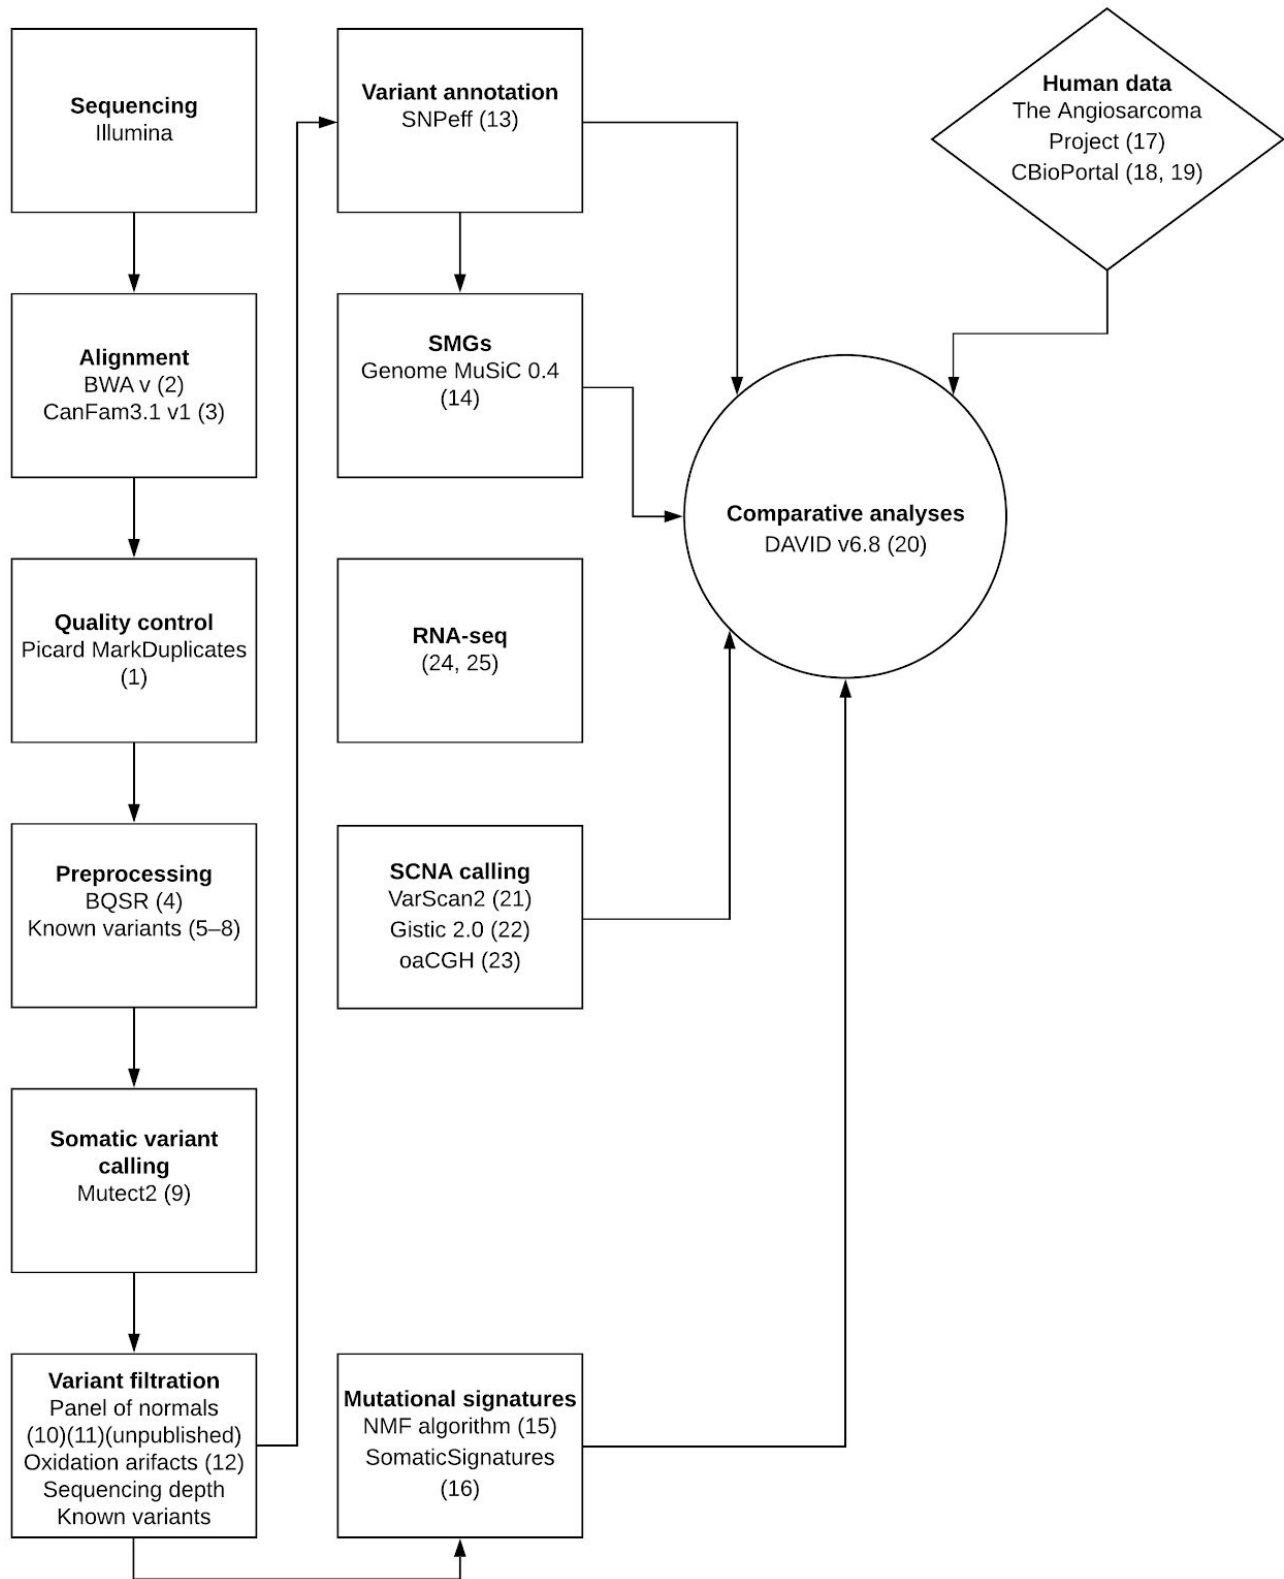 Sequencing
Illumina
Alignment
BWA v (2)
CanFam3.1 v1 (3)
Quality control
Picard MarkDuplicates
(1)
Preprocessing
BQSR (4)
Known variants (5–8)
Somatic variant
calling
Mutect2 (9)
Variant filtration
Panel of normals
(10)(11)(unpublished)
Oxidation arifacts (12)
Sequencing depth
Known variants
Variant annotation
SNPeff (13)
SMGs
Genome MuSiC 0.4
(14)
RNA-seq
(24, 25)
SCNA calling
VarScan2 (21)
Gistic 2.0 (22)
oaCGH (23)
Mutational signatures
NMF algorithm (15)
SomaticSignatures
(16)
Human data
The Angiosarcoma
Project (17)
CBioPortal (18, 19)
Comparative analyses
DAVID v6.8 (20)